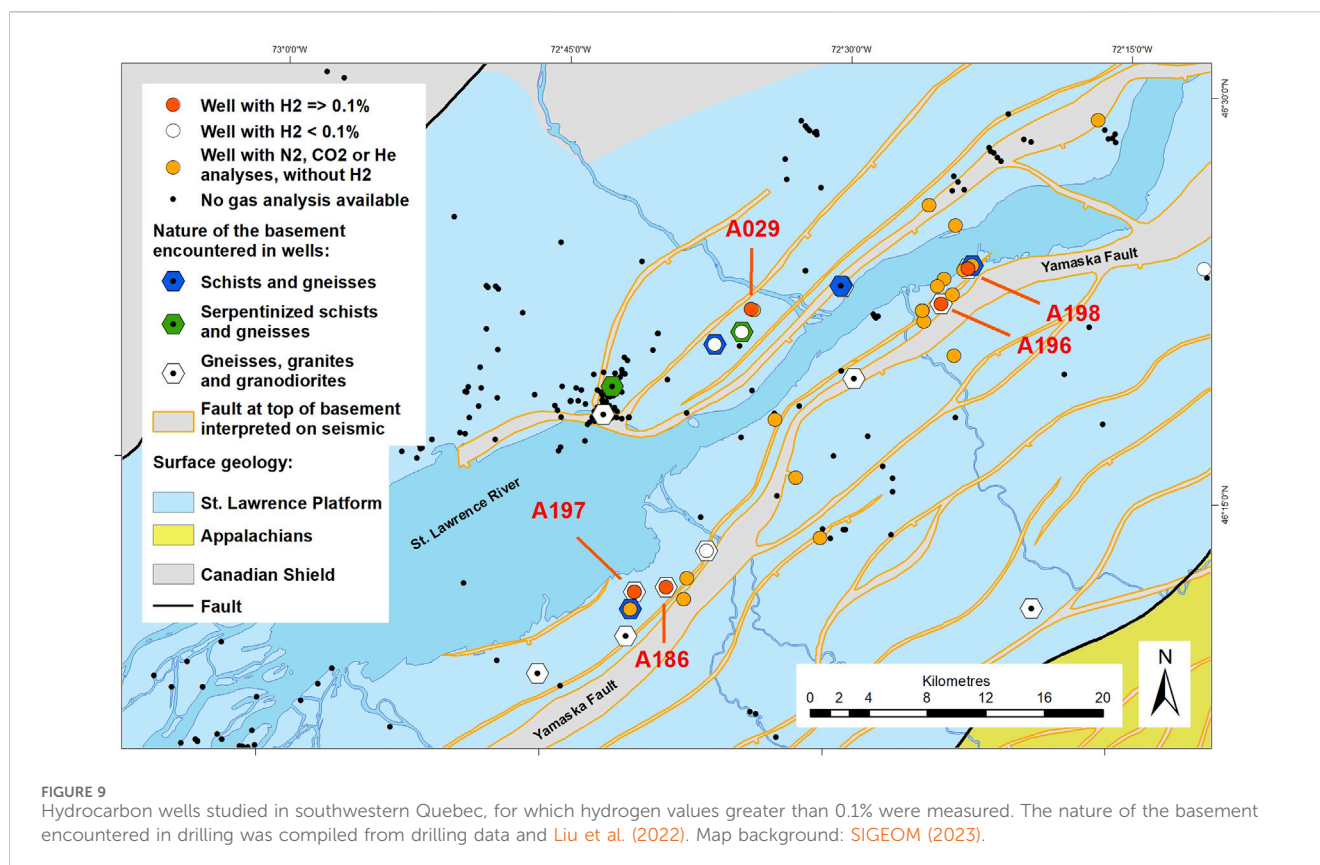 73°0'0"W
72°45'0"W
72°30'0"W
72°15'0"W
46°30'0"N
46°15'0"N
Well with H2 => 0.1%
Well with H2 < 0.1%
Well with N2, CO2 or He
analyses, without H2
No gas analysis available
Nature of the basement
encountered in wells:
Schists and gneisses
Serpentinized schists
and gneisses
Gneisses, granites
and granodiorites
Fault at top of basement
interpreted on seismic
Surface geology:
St. Lawrence Platform
Appalachians
Canadian Shield
Fault
A029
Yamaska Fault
A198
A196
A197
St. Lawrence River
A186
Yamaska Fault
Kilometres
0 2 4 8 12 16 20
N
FIGURE 9
Hydrocarbon wells studied in southwestern Quebec, for which hydrogen values greater than 0.1% were measured. The nature of the basement
encountered in drilling was compiled from drilling data and Liu et al. (2022). Map background: SIGEOM (2023).